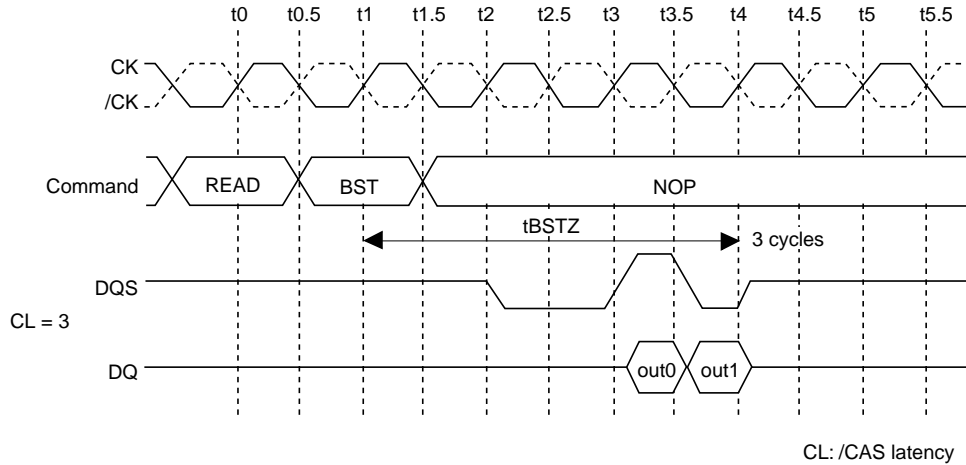 t0 t0.5 t1 t1.5 t2 t2.5 t3 t3.5 t4 t4.5 t5 t5.5
CK
/CK
Command READ BST NOP
tBSTZ
3 cycles
DQS
CL = 3
DQ out0 out1
CL: /CAS latency